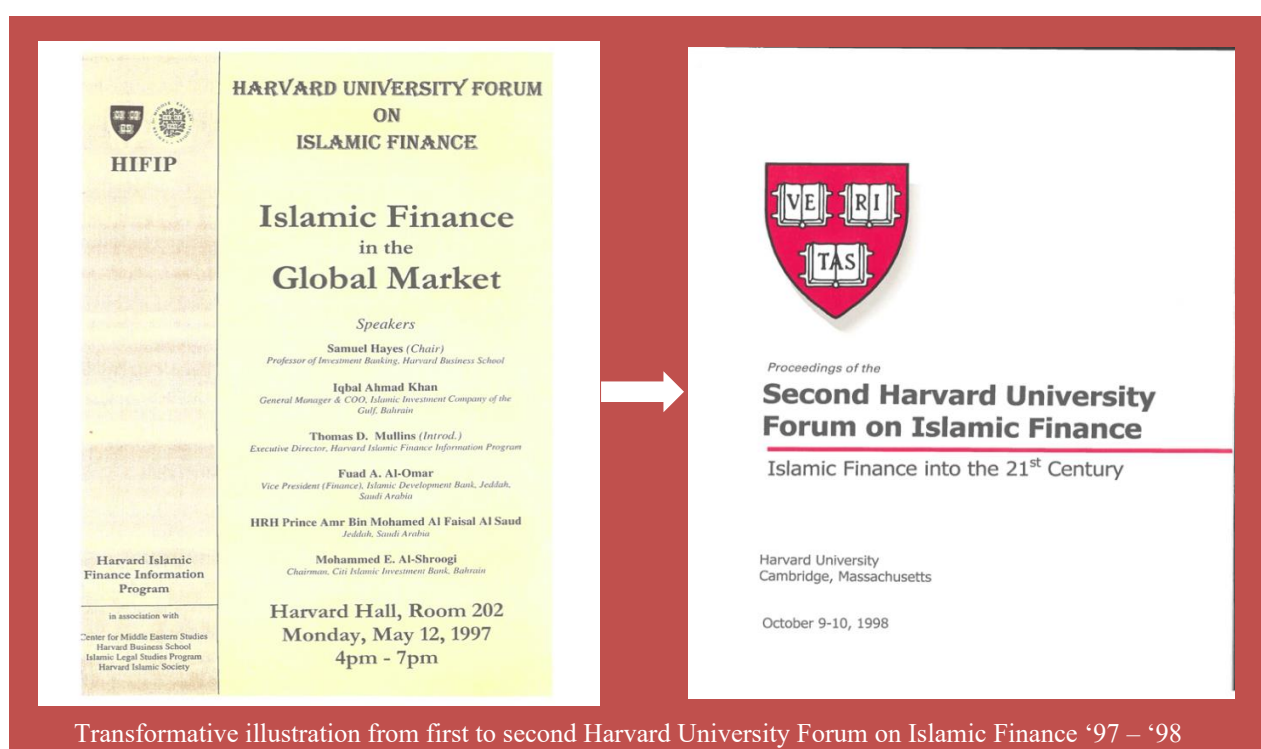 HIFIP
Harvard Islamic
Finance Information
Program
in association with
Center for Middle Eastern Studies
Harvard Business School
Islamic Legal Studies Program
Harvard Islamic Society
HARVARD UNIVERSITY FORUM
ON
ISLAMIC FINANCE
Islamic Finance
in the
Global Market
Speakers
Samuel Hayes (Chair)
Professor of Investment Banking, Harvard Business School
Iqbal Ahmad Khan
General Manager & COO, Islamic Investment Company of the
Gulf, Bahrain
Thomas D. Mullins (Introd.)
Executive Director, Harvard Islamic Finance Information Program
Fuad A. Al-Omar
Vice President (Finance), Islamic Development Bank, Jeddah,
Saudi Arabia
HRH Prince Amr Bin Mohamed Al Faisal Al Saud
Jeddah, Saudi Arabia
Mohammed E. Al-Shroogi
Chairman, Citi Islamic Investment Bank, Bahrain
Harvard Hall, Room 202
Monday, May 12, 1997
4pm - 7pm
VE RI
TAS
Proceedings of the
Second Harvard University
Forum on Islamic Finance
Islamic Finance into the 21st Century
Harvard University
Cambridge, Massachusetts
October 9-10, 1998
Transformative illustration from first to second Harvard University Forum on Islamic Finance ‘97 – ‘98